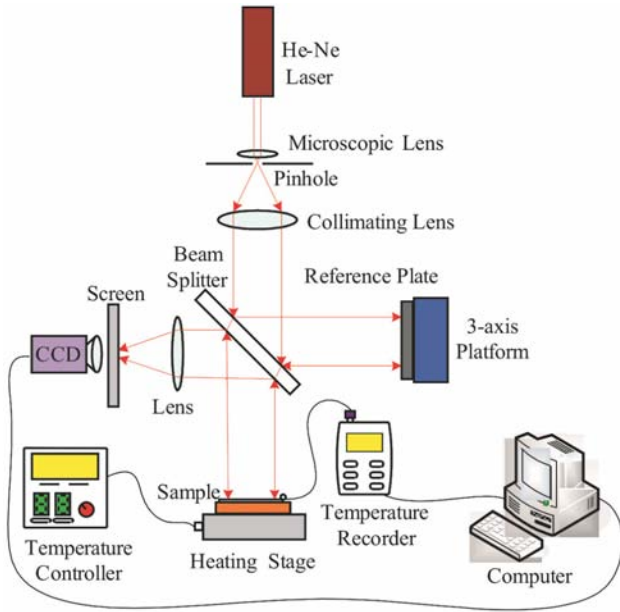 He-Ne
Laser
Microscopic Lens
Pinhole
Collimating Lens
Beam
Splitter
Reference Plate
Screen
3-axis
Platform
CCD
Lens
Sample
Temperature
Recorder
Temperature
Controller
Heating Stage
Computer